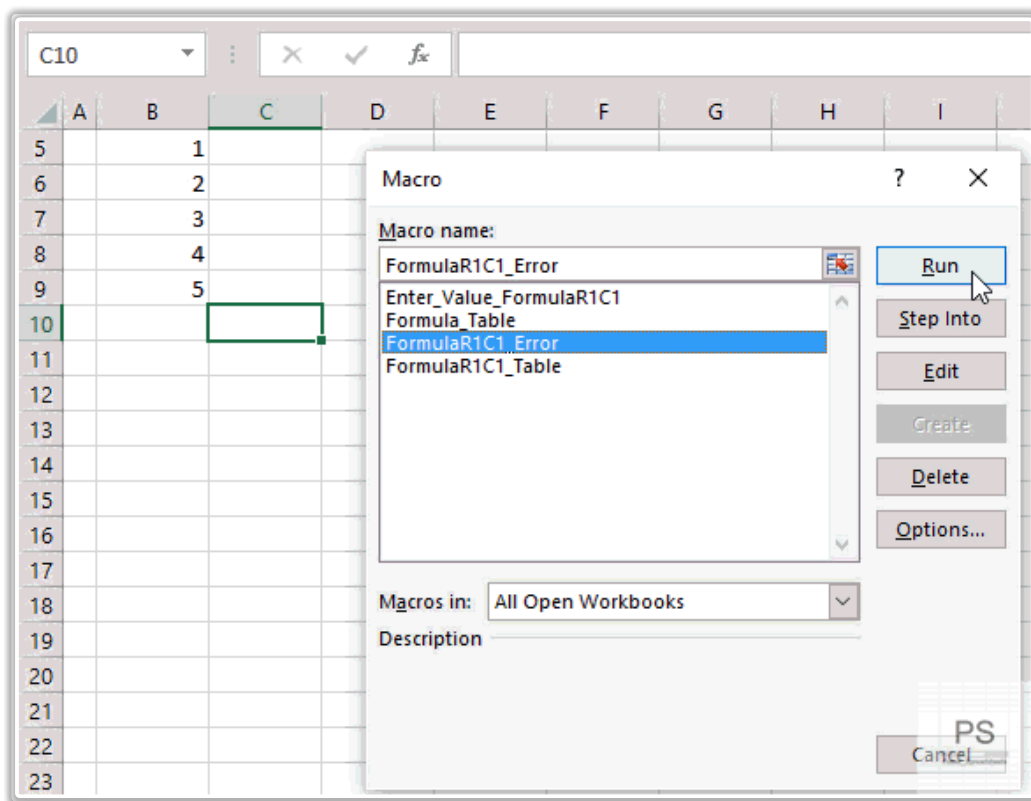 C10 fx
A B C D E F G H I
5 1
6 2
7 3
8 4
9 5
10
11
12
13
14
15
16
17
18
19
20
21
22
23
Macro ?
Macro name:
FormulaR1C1_Error
Run
Enter_Value_FormulaR1C1
Formula_Table
FormulaR1C1_Error
FormulaR1C1_Table
Step Into
Edit
Create
Delete
Options...
Macros in: All Open Workbooks
Description
PS
Cancel